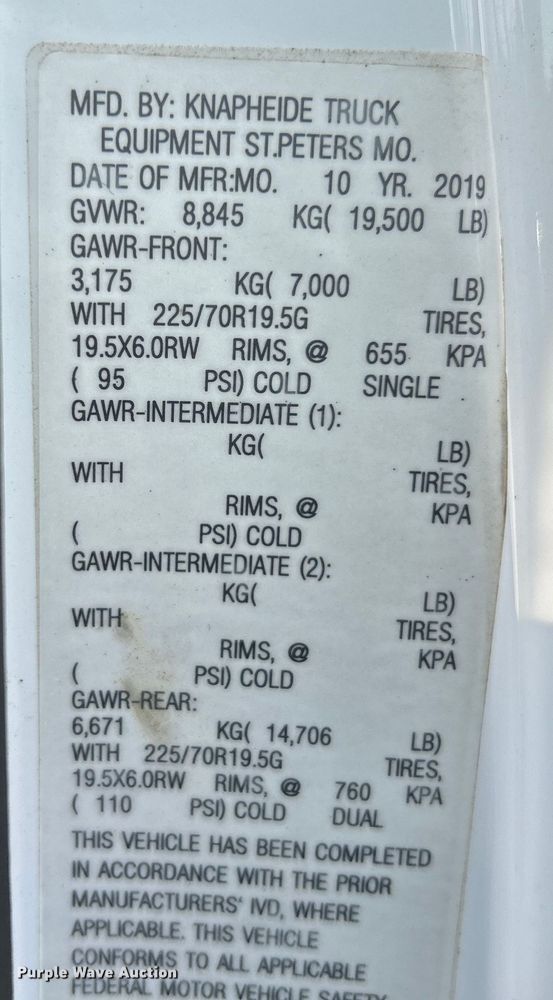 MFD. BY: KNAPHEIDE TRUCK
EQUIPMENT ST.PETERS MO.
DATE OF MFR:MO. 10 YR. 2019
GVWR: 8,845 KG( 19,500 LB)
GAWR-FRONT:
3,175 KG( 7,000 LB)
WITH 225/70R19.5G TIRES,
19.5X6.0RW RIMS, @ 655 KPA
( 95 PSI) COLD SINGLE
GAWR-INTERMEDIATE (1):
KG( LB)
WITH TIRES,
RIMS, @ KPA
( PSI) COLD
GAWR-INTERMEDIATE (2):
KG( LB)
WITH TIRES,
RIMS, @ KPA
( PSI) COLD
GAWR-REAR:
6,671 KG( 14,706 LB)
WITH 225/70R19.5G TIRES,
19.5X6.0RW RIMS, @ 760 KPA
( 110 PSI) COLD DUAL
THIS VEHICLE HAS BEEN COMPLETED
IN ACCORDANCE WITH THE PRIOR
MANUFACTURERS' IVD, WHERE
APPLICABLE. THIS VEHICLE
CONFORMS TO ALL APPLICABLE
FEDERAL MOTOR VEHICLE SAFETY
Purple Wave Auction